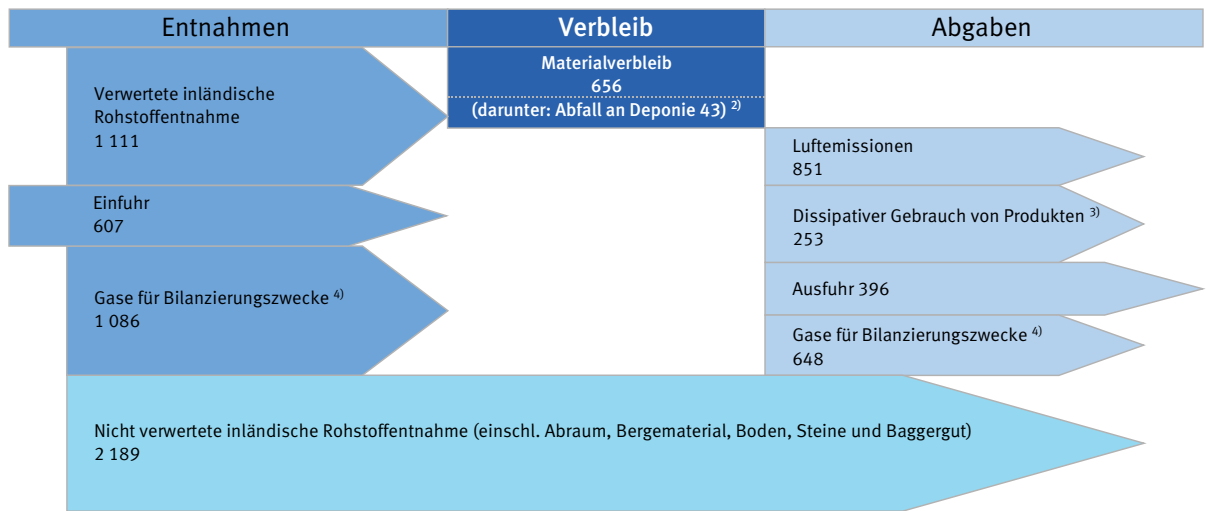 Entnahmen
Verbleib
Abgaben
Verwertete inländische
Rohstoffentnahme
1 111
Einfuhr
607
Gase für Bilanzierungszwecke 4)
1 086
Materialverbleib
656
(darunter: Abfall an Deponie 43) 2)
Luftemissionen
851
Dissipativer Gebrauch von Produkten 3)
253
Ausfuhr 396
Gase für Bilanzierungszwecke 4)
648
Nicht verwertete inländische Rohstoffentnahme (einschl. Abraum, Bergematerial, Boden, Steine und Baggergut)
2 189